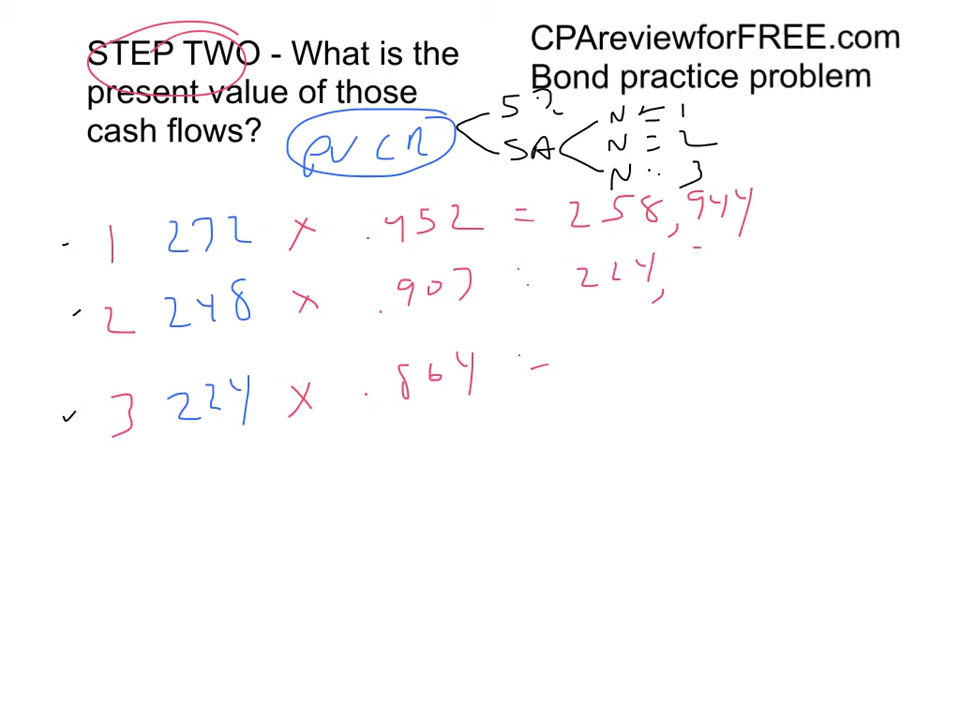 STEP TWO - What is the
present value of those
cash flows?
CPAreviewforFREE.com
Bond practice problem
PV CR
5 %
SA
N = 1
N = 2
N : 3
1 272 x .952 = 258,944
2 248 x .907 : 224,
3 224 x .864 :-